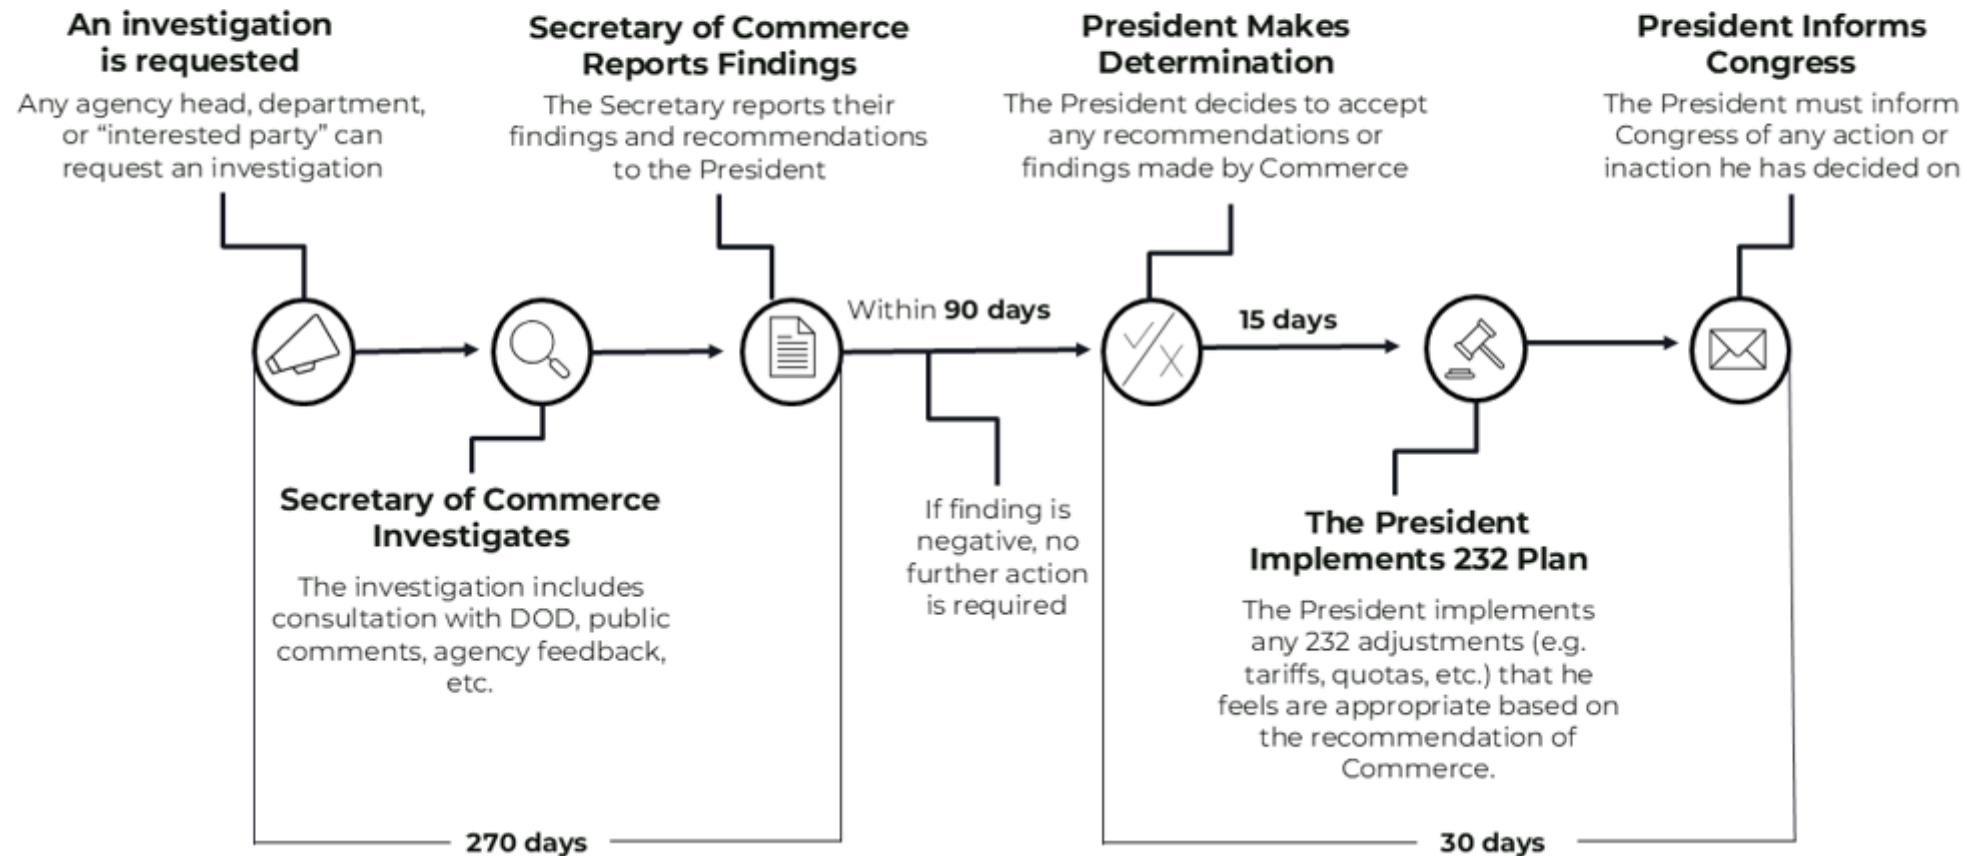 An investigation
is requested
Any agency head, department,
or “interested party” can
request an investigation
Secretary of Commerce
Reports Findings
The Secretary reports their
findings and recommendations
to the President
President Makes
Determination
The President decides to accept
any recommendations or
findings made by Commerce
President Informs
Congress
The President must inform
Congress of any action or
inaction he has decided on
Within 90 days
15 days
Secretary of Commerce
Investigates
The investigation includes
consultation with DOD, public
comments, agency feedback,
etc.
If finding is
negative, no
further action
is required
The President
Implements 232 Plan
The President implements
any 232 adjustments (e.g.
tariffs, quotas, etc.) that he
feels are appropriate based on
the recommendation of
Commerce.
270 days
30 days